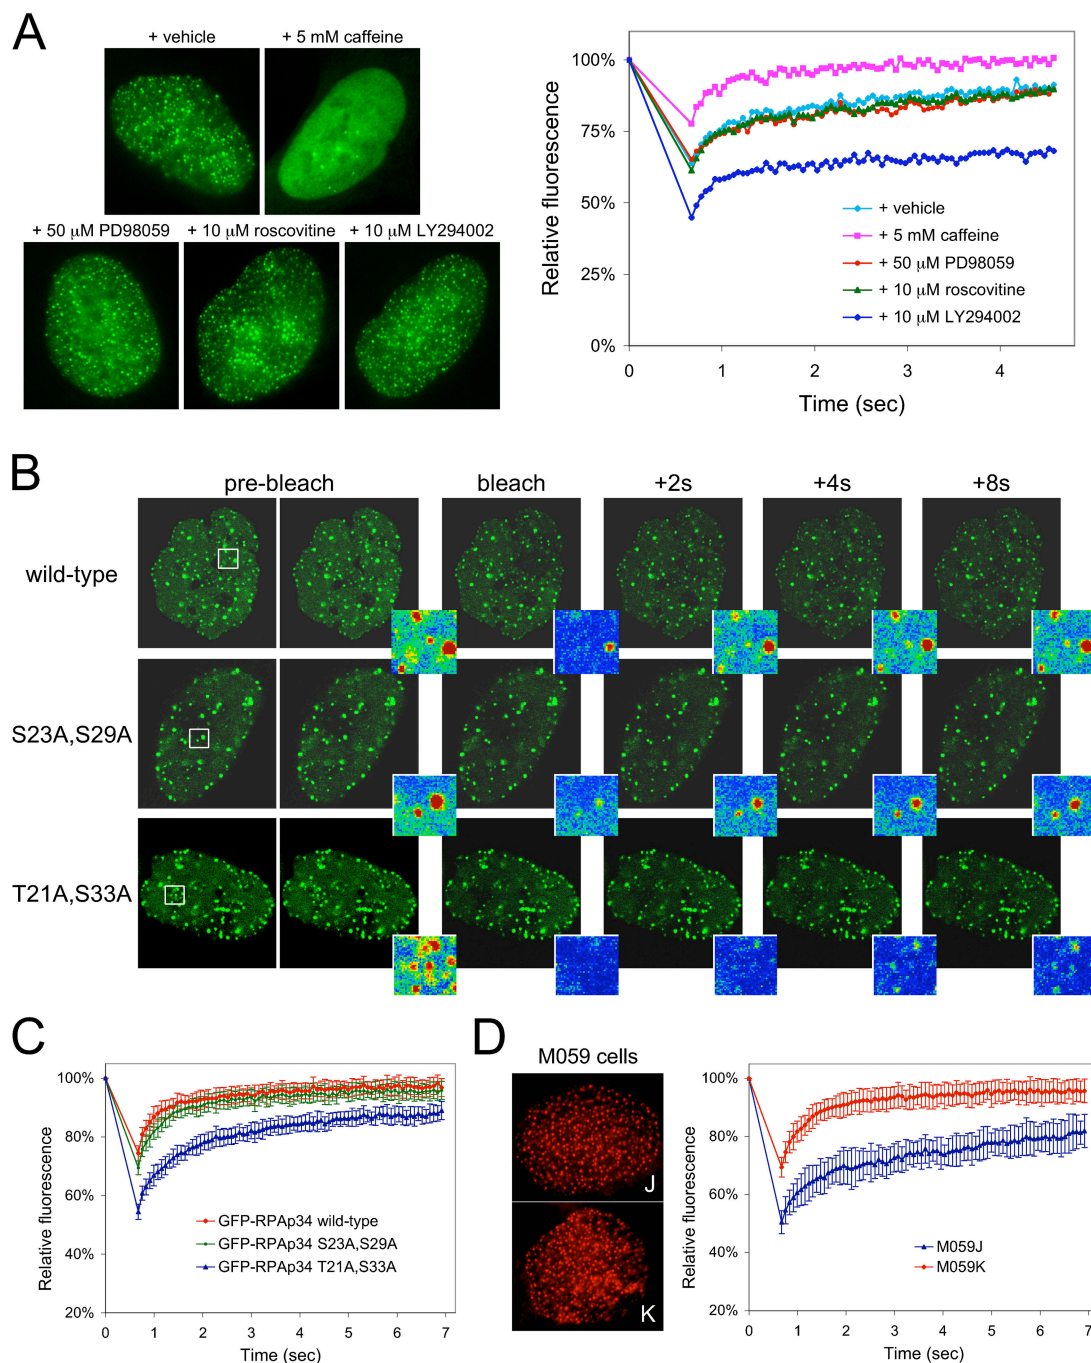 A
+ vehicle
+ 5 mM caffeine
+ 50 μM PD98059
+ 10 μM roscovitine
+ 10 μM LY294002
100%
75%
50%
25%
0%
Relative fluorescence
0 1 2 3 4
Time (sec)
+ vehicle
+ 5 mM caffeine
+ 50 μM PD98059
+ 10 μM roscovitine
+ 10 μM LY294002
B
pre-bleach bleach +2s +4s +8s
wild-type
S23A,S29A
T21A,S33A
C
100%
80%
60%
40%
20%
Relative fluorescence
0 1 2 3 4 5 6 7
Time (sec)
GFP-RPAp34 wild-type
GFP-RPAp34 S23A,S29A
GFP-RPAp34 T21A,S33A
D
M059 cells
J
K
100%
80%
60%
40%
20%
Relative fluorescence
0 1 2 3 4 5 6 7
Time (sec)
M059J
M059K